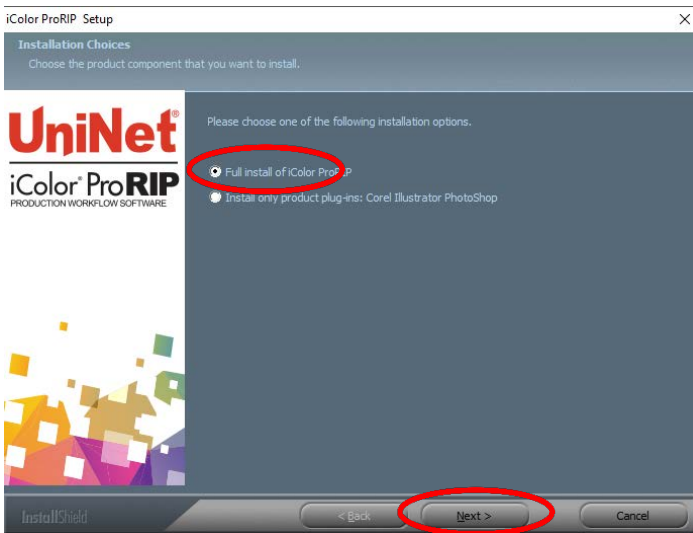 iColor ProRIP Setup
Installation Choices
Choose the product component that you want to install.
UniNet®
iColor® ProRIP
PRODUCTION WORKFLOW SOFTWARE
Please choose one of the following installation options.
Full install of iColor ProRIP
Install only product plug-ins: Corel Illustrator PhotoShop
InstallShield
< Back
Next >
Cancel